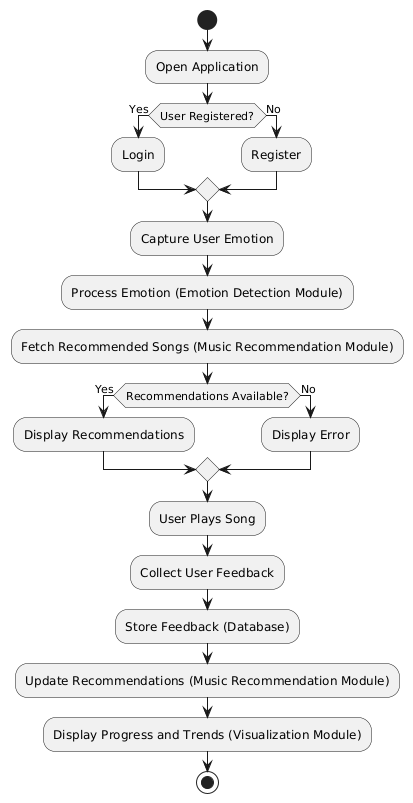 Open Application
Yes
User Registered?
No
Login
Register
Capture User Emotion
Process Emotion (Emotion Detection Module)
Fetch Recommended Songs (Music Recommendation Module)
Yes
Recommendations Available?
No
Display Recommendations
Display Error
User Plays Song
Collect User Feedback
Store Feedback (Database)
Update Recommendations (Music Recommendation Module)
Display Progress and Trends (Visualization Module)